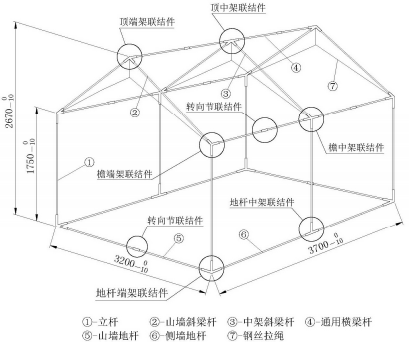 顶端架联结件
顶中架联结件
④
③
⑦
②
转向节联结件
2670 0 -10
1750 0 -10
①
檐端架联结件
檐中架联结件
转向节联结件
地杆中架联结件
⑤
⑥
3200 0 -10
3700 0 -10
地杆端架联结件
①-立杆 ②-山墙斜梁杆 ③-中架斜梁杆 ④-通用横梁杆
⑤-山墙地杆 ⑥-侧墙地杆 ⑦-钢丝拉绳